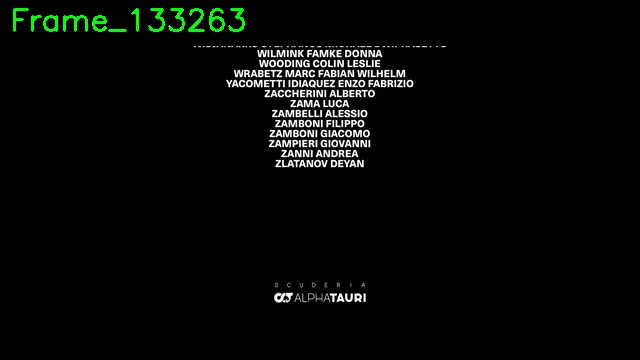 Frame_133263
WILMINK FAMKE DONNA
WOODING COLIN LESLIE
WRABETZ MARC FABIAN WILHELM
YACOMETTI IDIAQUEZ ENZO FABRIZIO
ZACCHERINI ALBERTO
ZAMA LUCA
ZAMBELLI ALESSIO
ZAMBONI FILIPPO
ZAMBONI GIACOMO
ZAMPIERI GIOVANNI
ZANNI ANDREA
ZLATANOV DEYAN
SCUDERIA
ALPHATAURI